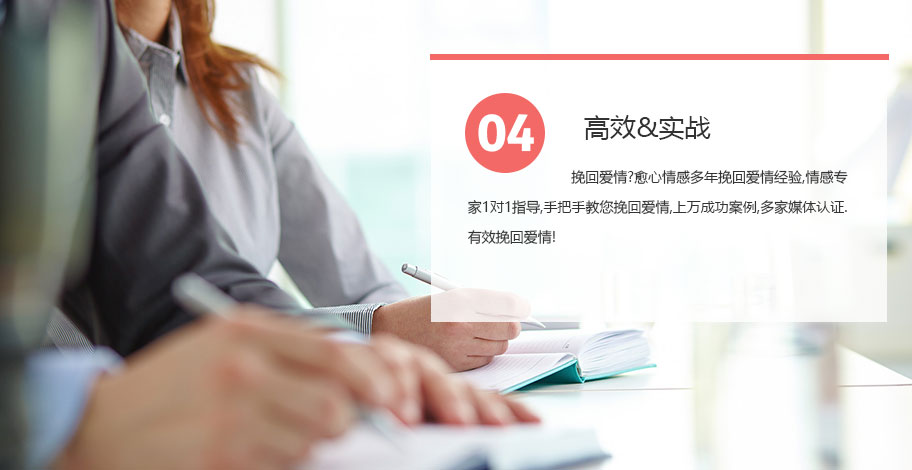 04
高效&实战
挽回爱情?愈心情感多年挽回爱情经验,情感专
家1对1指导,手把手教您挽回爱情,上万成功案例,多家媒体认证.
有效挽回爱情!